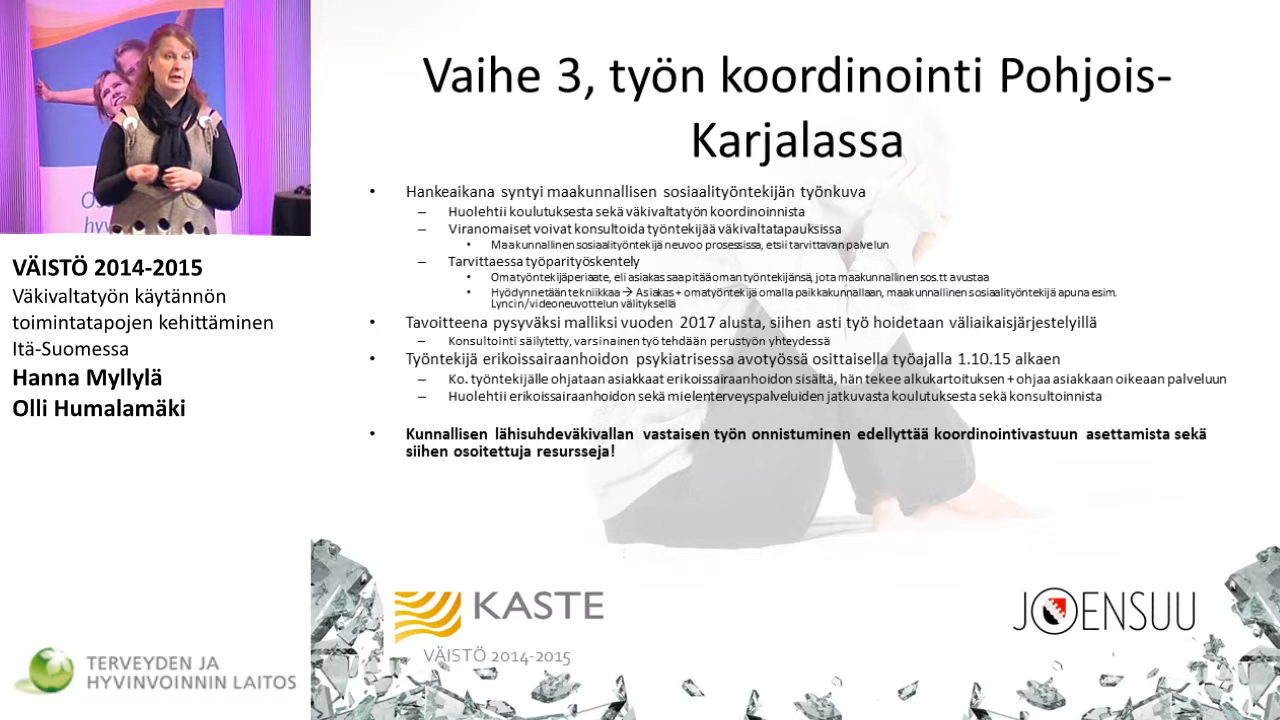 Vaihe 3, työn koordinointi Pohjois-
Karjalassa
• Hankeaikana syntyi maakunnallisen sosiaalityöntekijän työnkuva
– Huolehtii koulutuksesta sekä väkivaltatyön koordinoinnista
– Viranomaiset voivat konsultoida työntekijää väkivaltatapauksissa
• Maakunnallinen sosiaalityöntekijä neuvoo prosessissa, etsii tarvittavan palvelun
– Tarvittaessa työparityöskentely
• Omatyöntekijäperiaate, eli asiakas saa pitää oman työntekijänsä, jota maakunnallinen sos.tt avustaa
• Hyödynnetään tekniikkaa → Asiakas + omatyöntekijä omalla paikkakunnallaan, maakunnallinen sosiaalityöntekijä apuna esim.
Lyncin/videoneuvottelun välityksellä
• Tavoitteena pysyväksi malliksi vuoden 2017 alusta, siihen asti työ hoidetaan väliaikaisjärjestelyillä
– Konsultointi säilytetty, varsinainen työ tehdään perustyön yhteydessä
• Työntekijä erikoissairaanhoidon psykiatrisessa avotyössä osittaisella työajalla 1.10.15 alkaen
– Ko. työntekijälle ohjataan asiakkaat erikoissairaanhoidon sisältä, hän tekee alkukartoituksen + ohjaa asiakkaan oikeaan palveluun
– Huolehtii erikoissairaanhoidon sekä mielenterveyspalveluiden jatkuvasta koulutuksesta sekä konsultoinnista
• Kunnallisen lähisuhdeväkivallan vastaisen työn onnistuminen edellyttää koordinointivastuun asettamista sekä
siihen osoitettuja resursseja!
VÄISTÖ 2014-2015
Väkivaltatyön käytännön
toimintatapojen kehittäminen
Itä-Suomessa
Hanna Myllylä
Olli Humalamäki
KASTE
VÄISTÖ 2014-2015
JOENSUU
TERVEYDEN JA
HYVINVOINNIN LAITOS